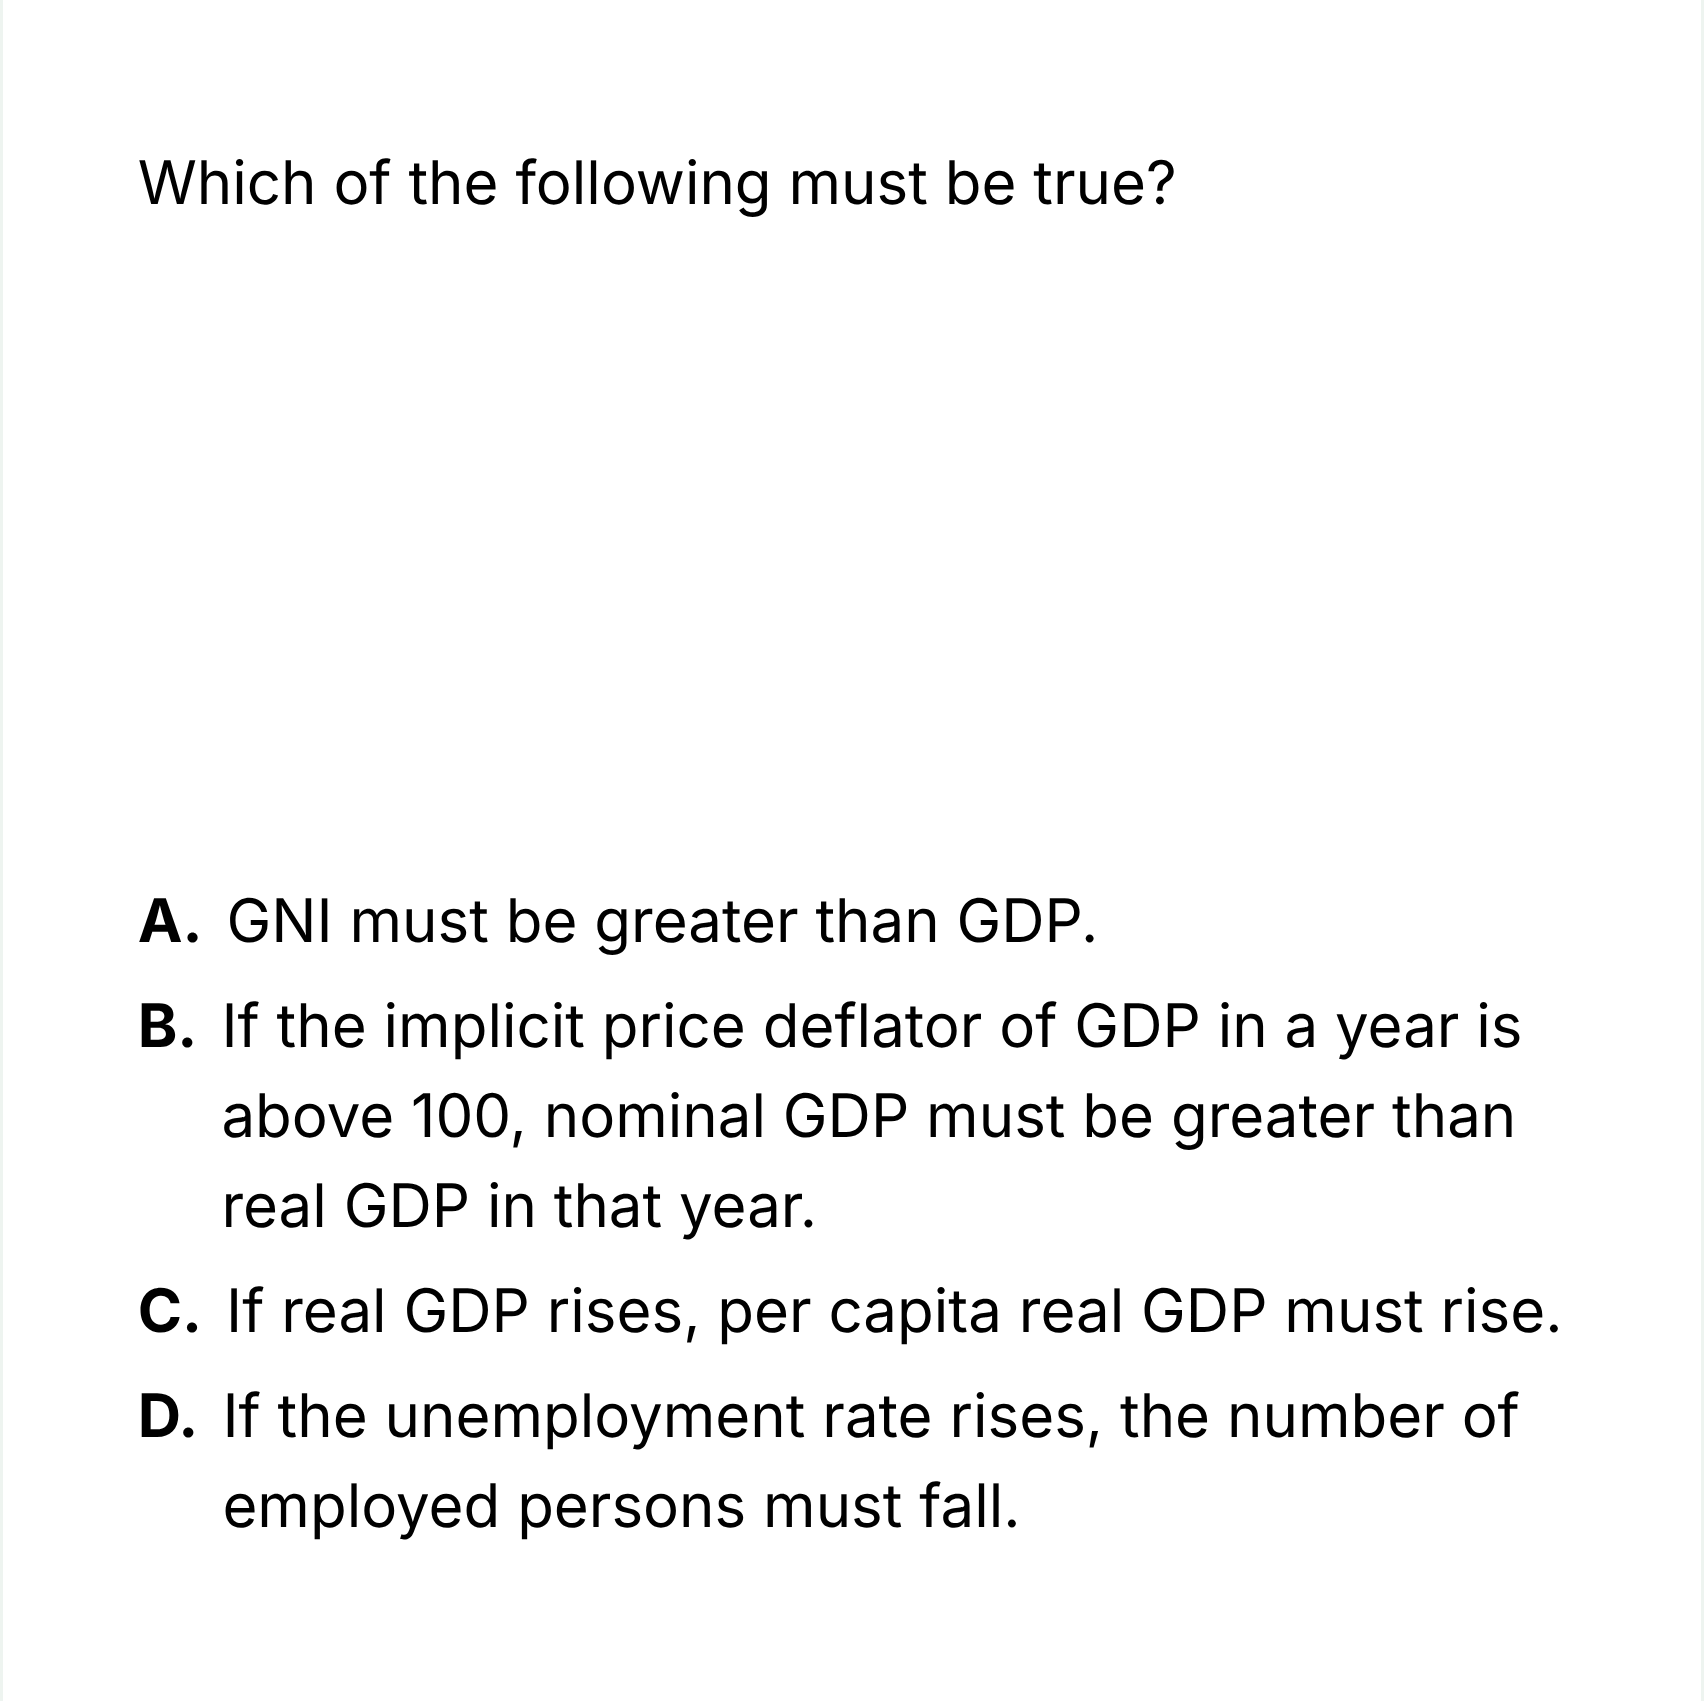 Which of the following must be true?
A. GNI must be greater than GDP.
B. If the implicit price deflator of GDP in a year is
above 100, nominal GDP must be greater than
real GDP in that year.
C. If real GDP rises, per capita real GDP must rise.
D. If the unemployment rate rises, the number of
employed persons must fall.